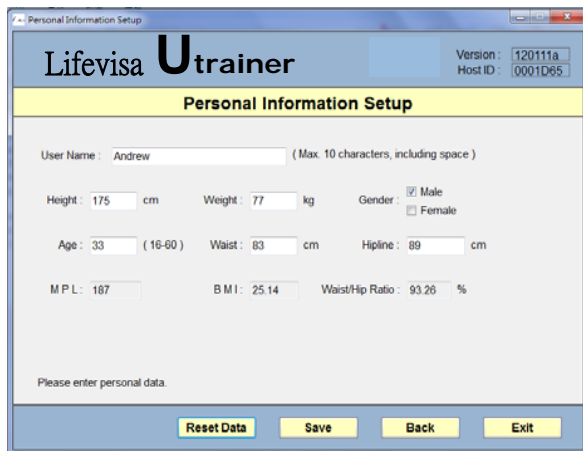 Personal Information Setup
Lifevisa Utrainer
Version : 120111a
Host ID : 0001D65
Personal Information Setup
User Name : Andrew ( Max. 10 characters, including space )
Height : 175 cm Weight : 77 kg Gender : Male
Female
Age : 33 ( 16-60 ) Waist : 83 cm Hipline : 89 cm
M P L : 187 B M I : 25.14 Waist/Hip Ratio : 93.26 %
Please enter personal data.
Reset Data Save Back Exit